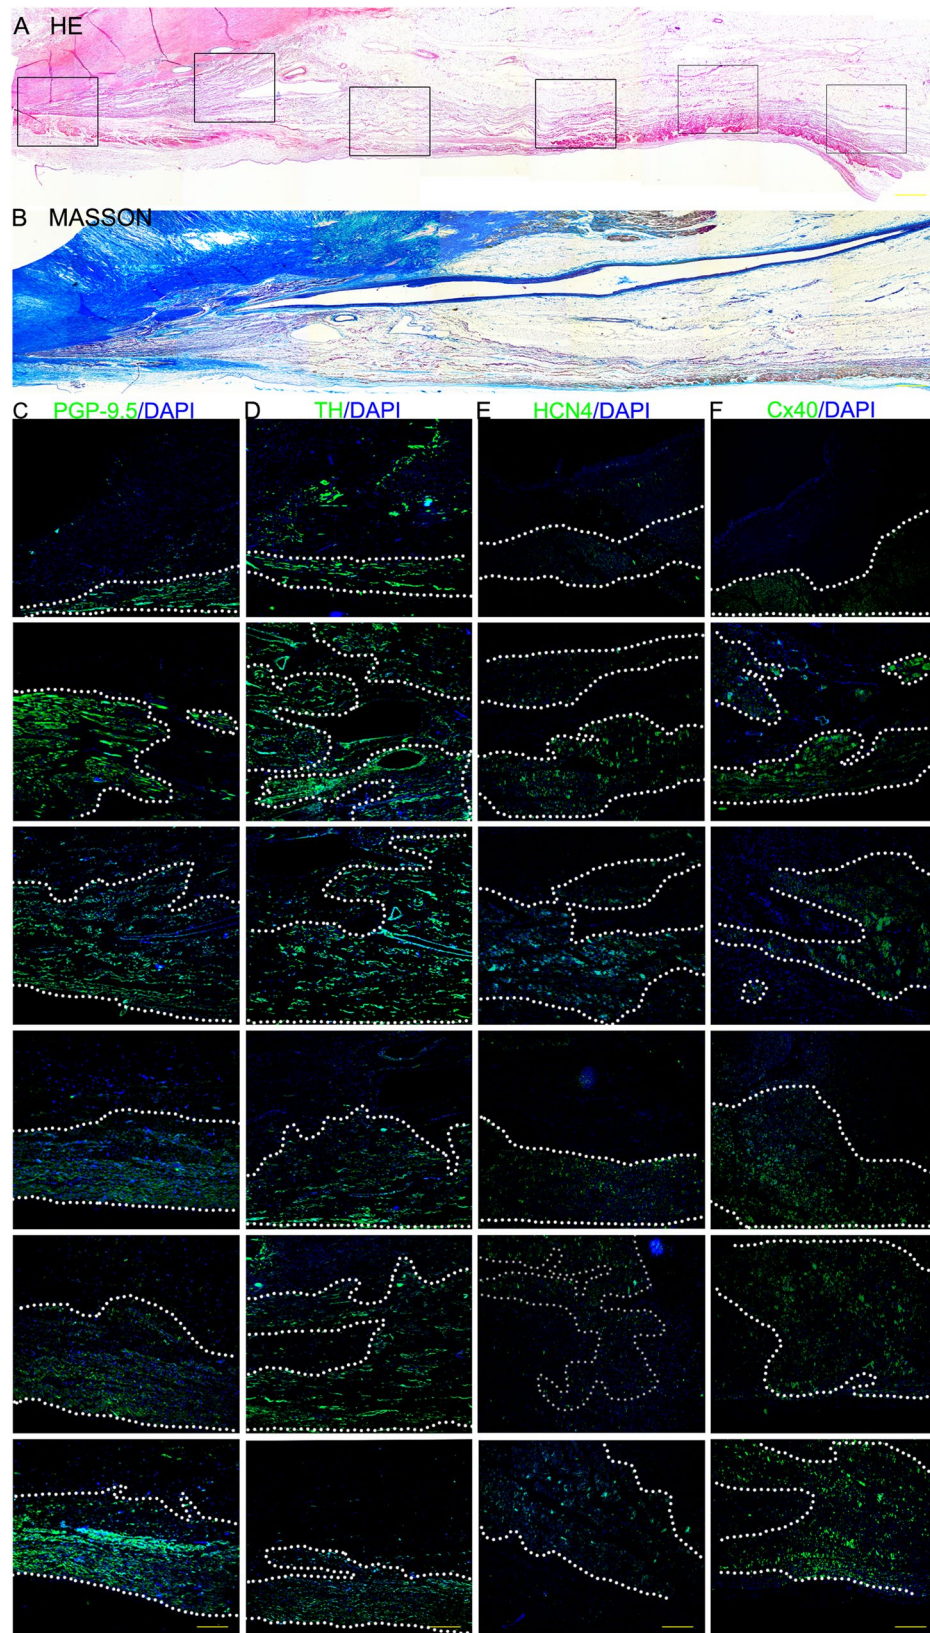 A HE
B MASSON
C PGP-9.5/DAPI
D TH/DAPI
E HCN4/DAPI
F Cx40/DAPI